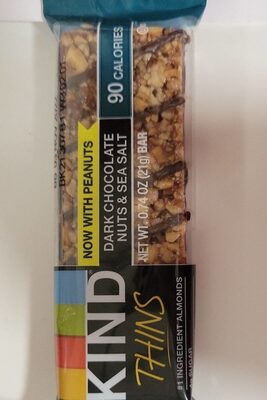 KIND®
THINS
NOW WITH PEANUTS
DARK CHOCOLATE
NUTS & SEA SALT
90 CALORIES
NET WT. 0.74 OZ (21g) BAR
#1 INGREDIENT ALMONDS
SUGAR